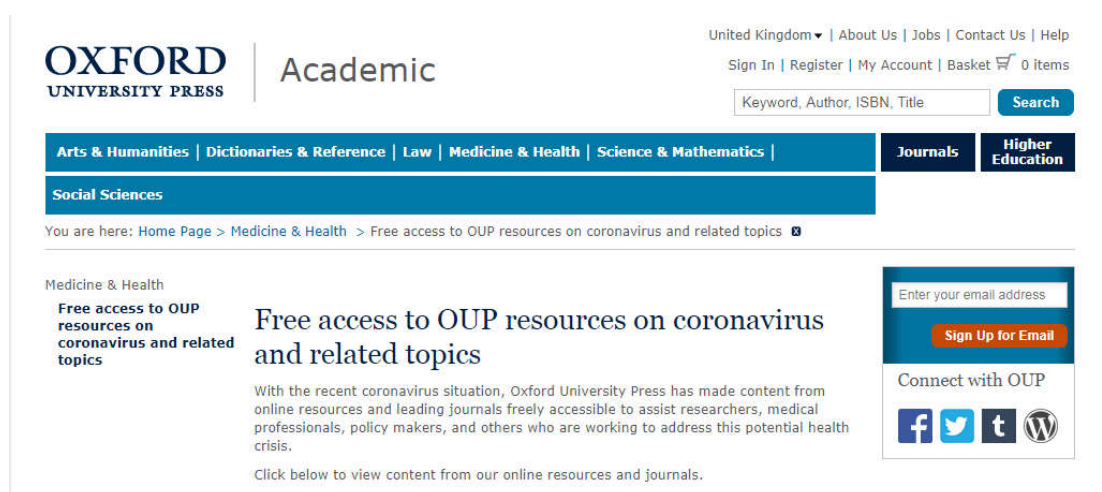 United Kingdom ▾ | About Us | Jobs | Contact Us | Help
OXFORD
UNIVERSITY PRESS
Academic
Sign In | Register | My Account | Basket 0 items
Keyword, Author, ISBN, Title
Search
Arts & Humanities | Dictionaries & Reference | Law | Medicine & Health | Science & Mathematics |
Journals
Higher
Education
Social Sciences
You are here: Home Page > Medicine & Health > Free access to OUP resources on coronavirus and related topics
Medicine & Health
Free access to OUP
resources on
coronavirus and related
topics
Free access to OUP resources on coronavirus
and related topics
With the recent coronavirus situation, Oxford University Press has made content from
online resources and leading journals freely accessible to assist researchers, medical
professionals, policy makers, and others who are working to address this potential health
crisis.
Click below to view content from our online resources and journals.
Enter your email address
Sign Up for Email
Connect with OUP